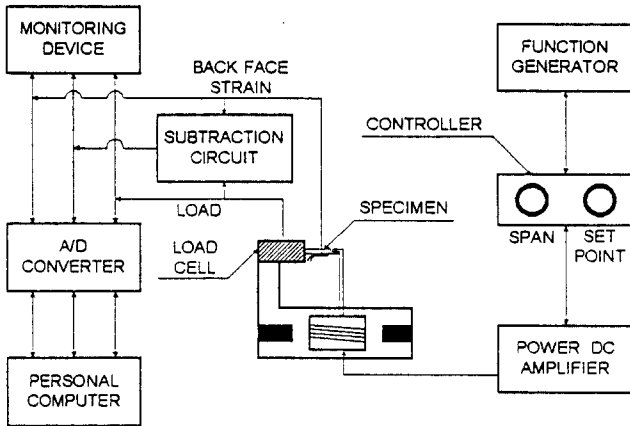 MONITORING
DEVICE
BACK FACE
STRAIN
FUNCTION
GENERATOR
SUBTRACTION
CIRCUIT
CONTROLLER
LOAD
SPECIMEN
SPAN
SET
POINT
A/D
CONVERTER
LOAD
CELL
PERSONAL
COMPUTER
POWER DC
AMPLIFIER